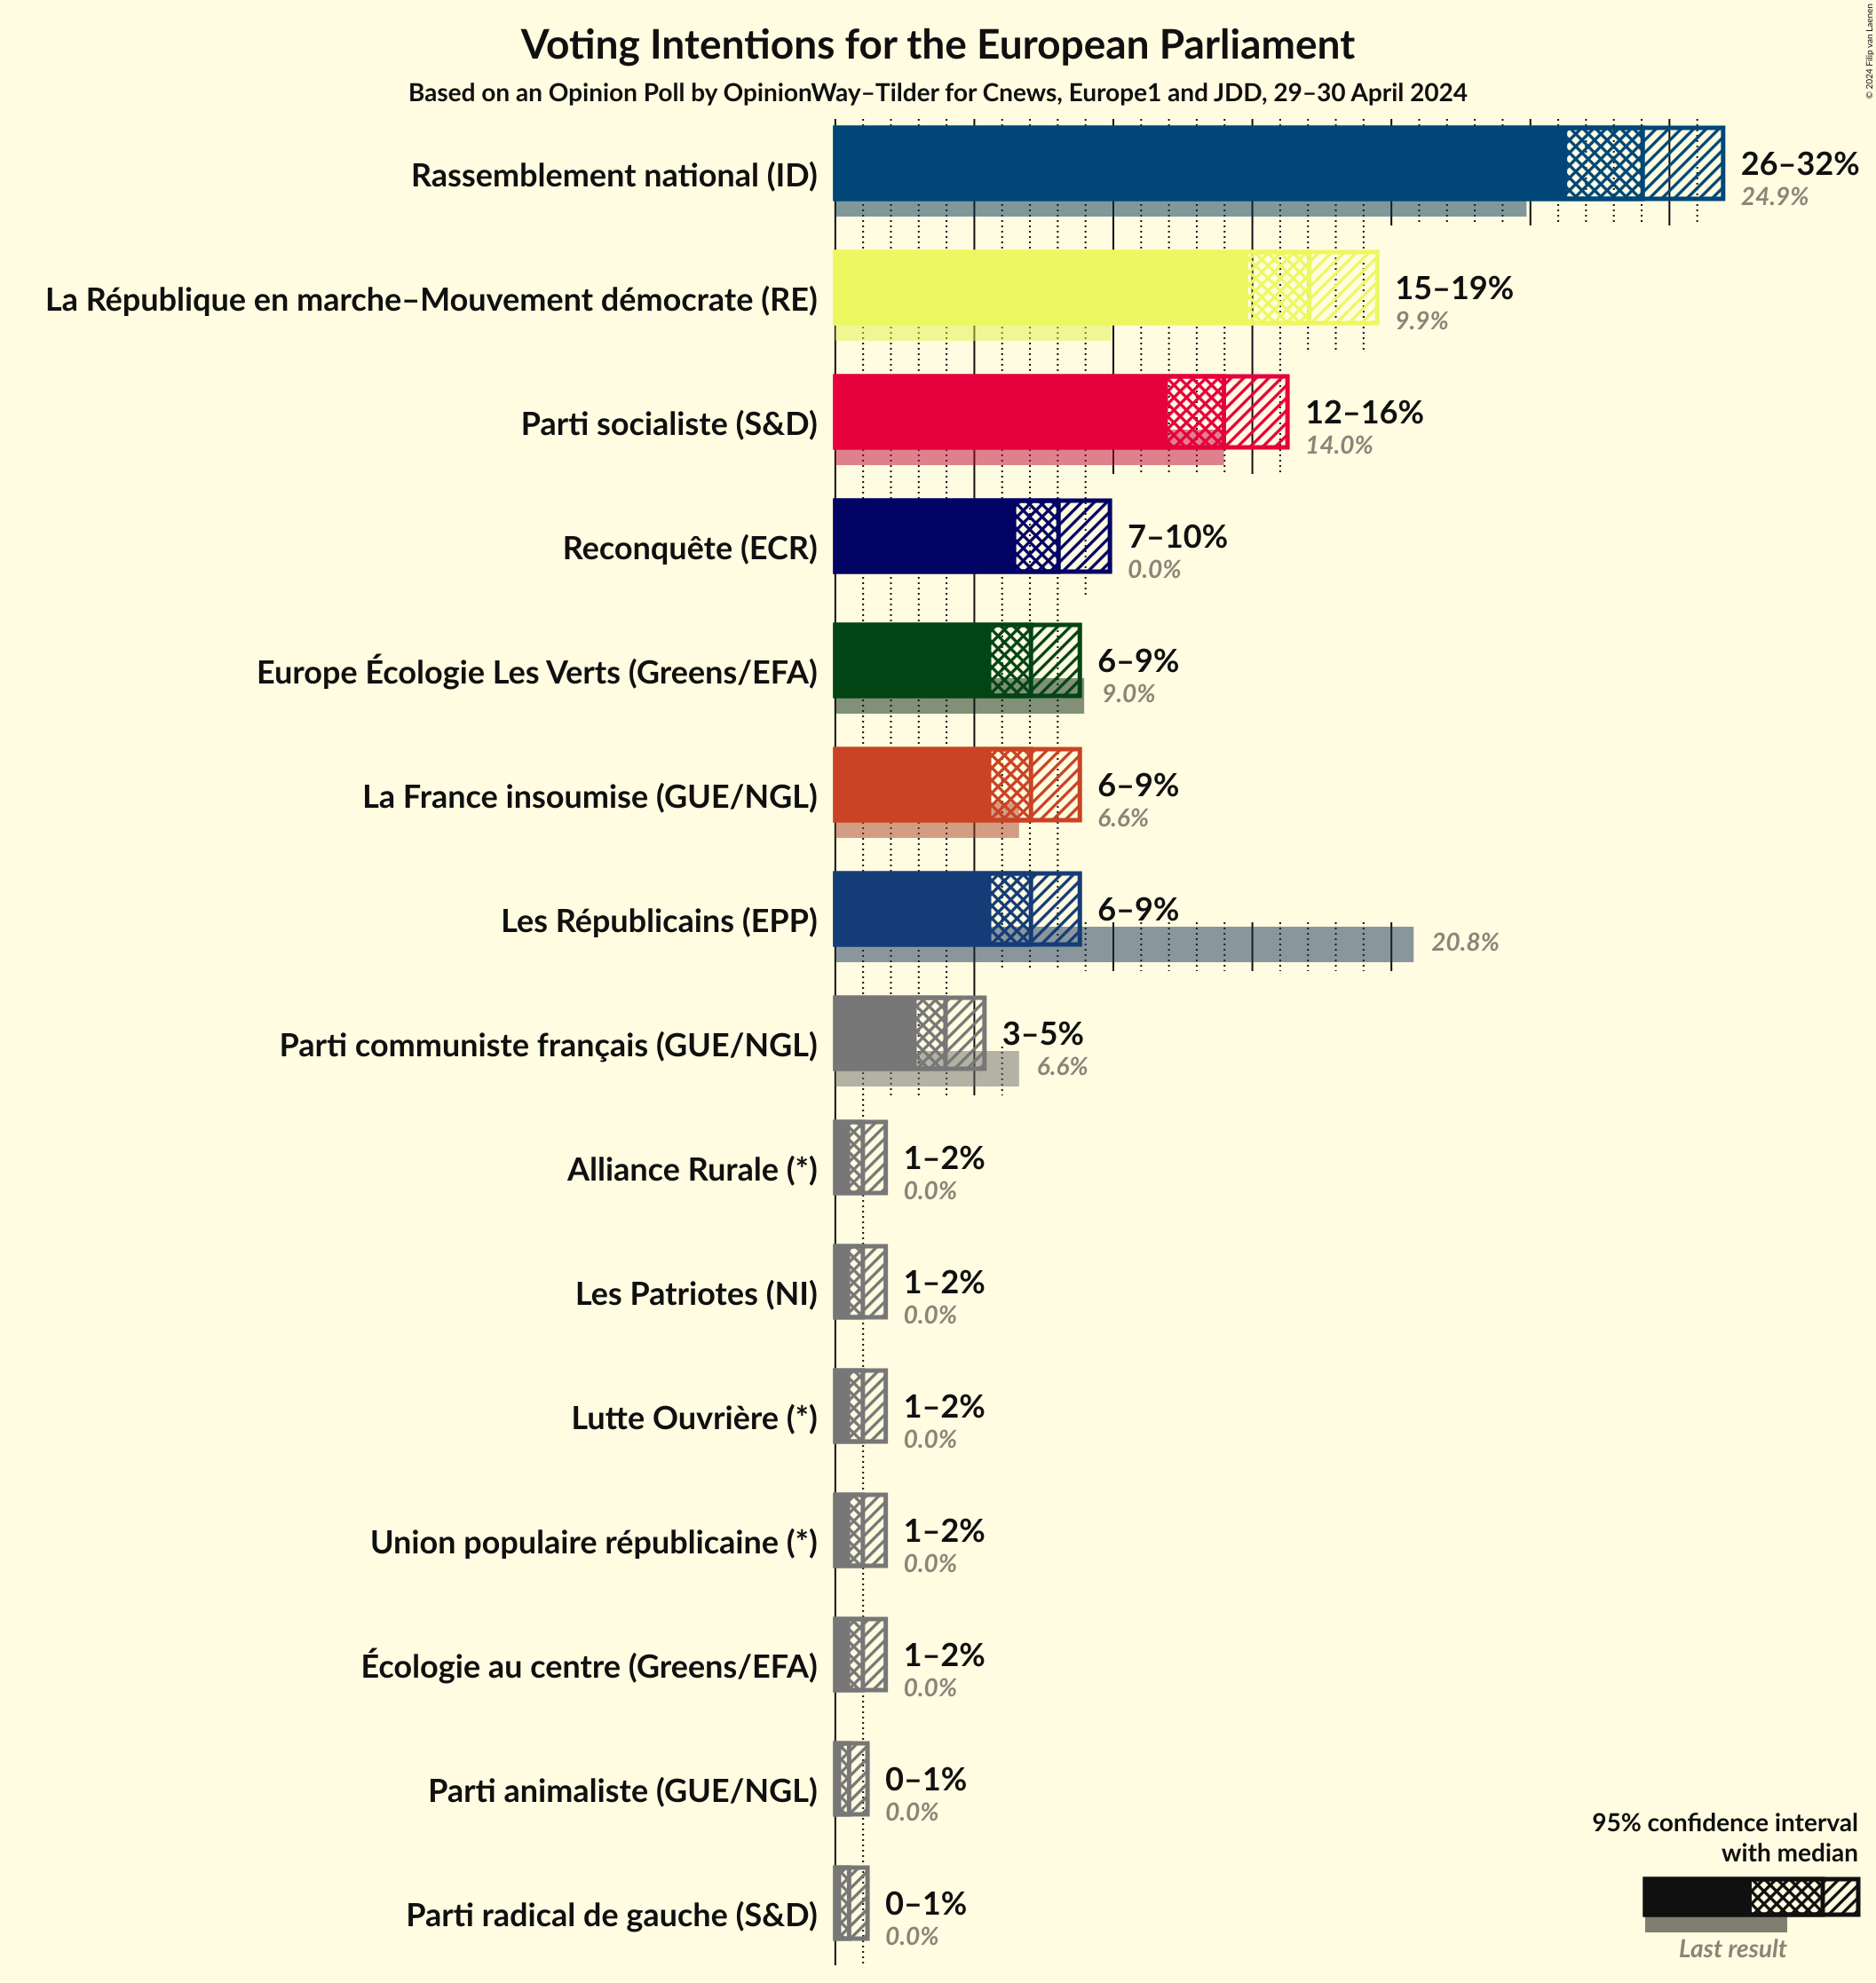 © 2024 Filip van Laenen
Voting Intentions for the European Parliament
Based on an Opinion Poll by OpinionWay–Tilder for Cnews, Europe1 and JDD, 29–30 April 2024
Rassemblement national (ID)
26–32%
24.9%
La République en marche–Mouvement démocrate (RE)
15–19%
9.9%
Parti socialiste (S&D)
12–16%
14.0%
Reconquête (ECR)
7–10%
0.0%
Europe Écologie Les Verts (Greens/EFA)
6–9%
9.0%
La France insoumise (GUE/NGL)
6–9%
6.6%
Les Républicains (EPP)
6–9%
20.8%
Parti communiste français (GUE/NGL)
3–5%
6.6%
Alliance Rurale (*)
1–2%
0.0%
Les Patriotes (NI)
1–2%
0.0%
Lutte Ouvrière (*)
1–2%
0.0%
Union populaire républicaine (*)
1–2%
0.0%
Écologie au centre (Greens/EFA)
1–2%
0.0%
Parti animaliste (GUE/NGL)
0–1%
0.0%
Parti radical de gauche (S&D)
0–1%
0.0%
95% confidence interval
with median
Last result